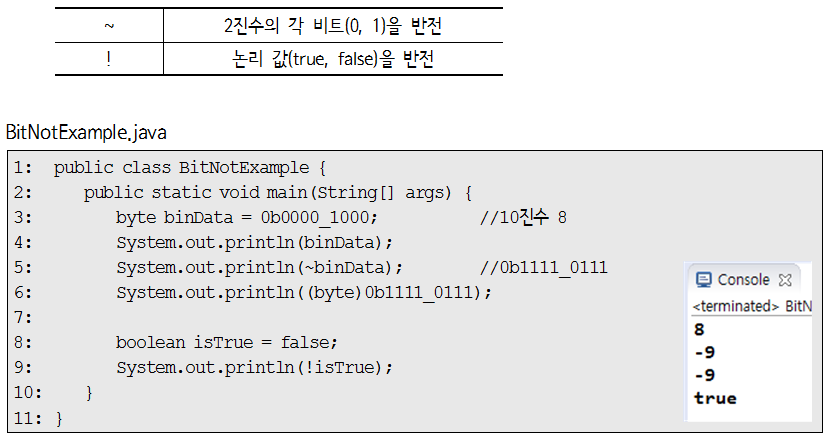 ~ 2진수의 각 비트(0, 1)을 반전
! 논리 값(true, false)을 반전
BitNotExample.java
1: public class BitNotExample {
2: public static void main(String[] args) {
3: byte binData = 0b0000_1000; //10진수 8
4: System.out.println(binData);
5: System.out.println(~binData); //0b1111_0111
6: System.out.println((byte)0b1111_0111);
7:
8: boolean isTrue = false;
9: System.out.println(!isTrue);
10: }
11: }
Console
<terminated> BitN
8
-9
-9
true